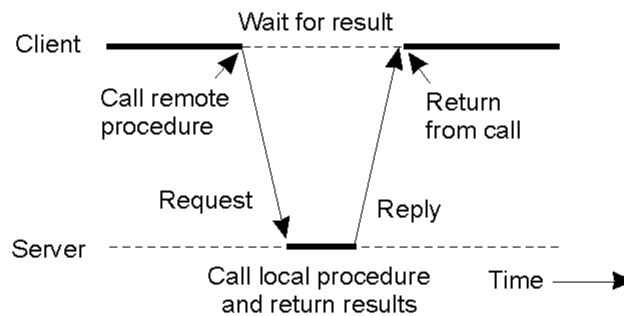 Wait for result
Client
Call remote
procedure
Return
from call
Request
Reply
Server
Call local procedure
and return results
Time